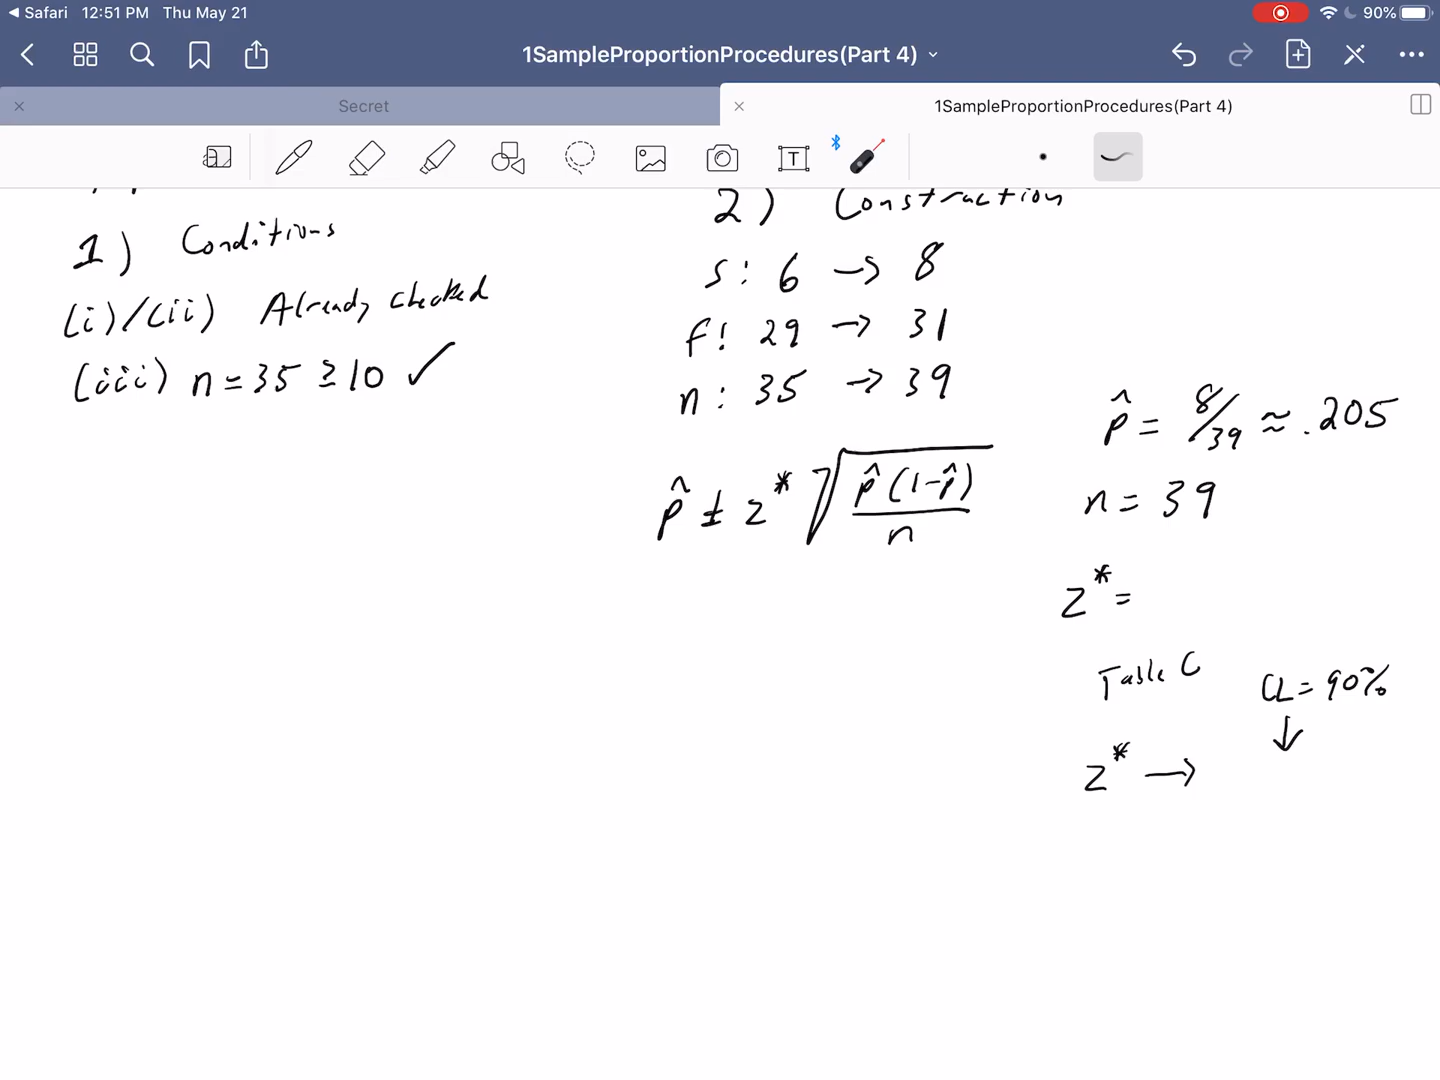 Safari 12:51 PM Thu May 21 90%
1SampleProportionProcedures(Part 4)
Secret
1SampleProportionProcedures(Part 4)
T
1) Conditions
(i)/(ii) Already checked
(iii) n = 35 ≥ 10 ✓
2) Construction
s: 6 → 8
f: 29 → 31
n: 35 → 39
p̂ ± z* √(p̂(1-p̂)/n)
p̂ = 8/39 ≈ .205
n = 39
z* =
Table C CL = 90%
↓
z* →